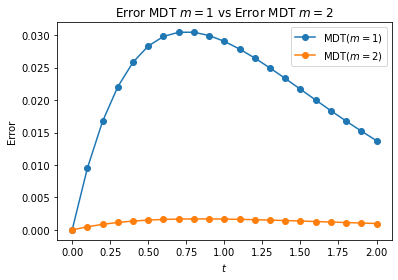 Error MDT m = 1 vs Error MDT m = 2
MDT(m = 1)
MDT(m = 2)
Error
0.030
0.025
0.020
0.015
0.010
0.005
0.000
0.00 0.25 0.50 0.75 1.00 1.25 1.50 1.75 2.00
t